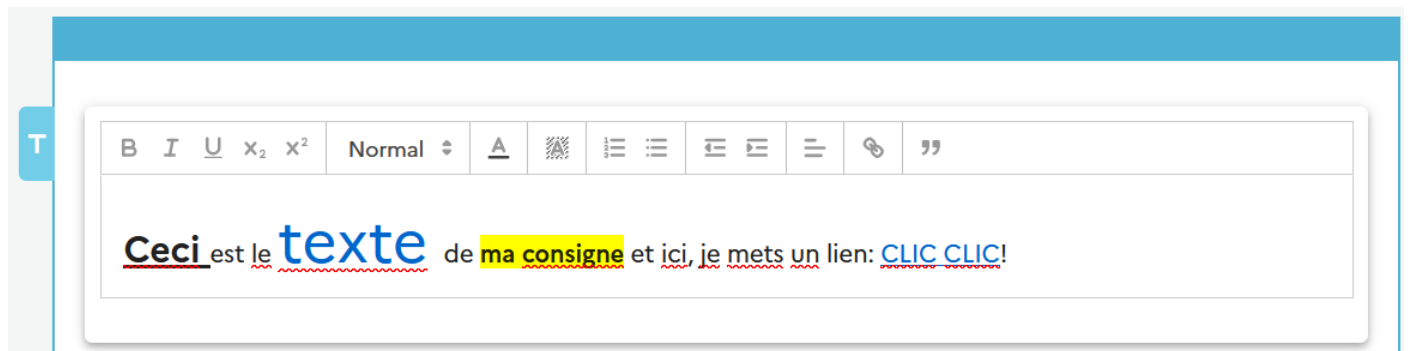 T
B I U X₂ X² Normal A A
Ceci est le texte de ma consigne et ici, je mets un lien: CLIC CLIC!